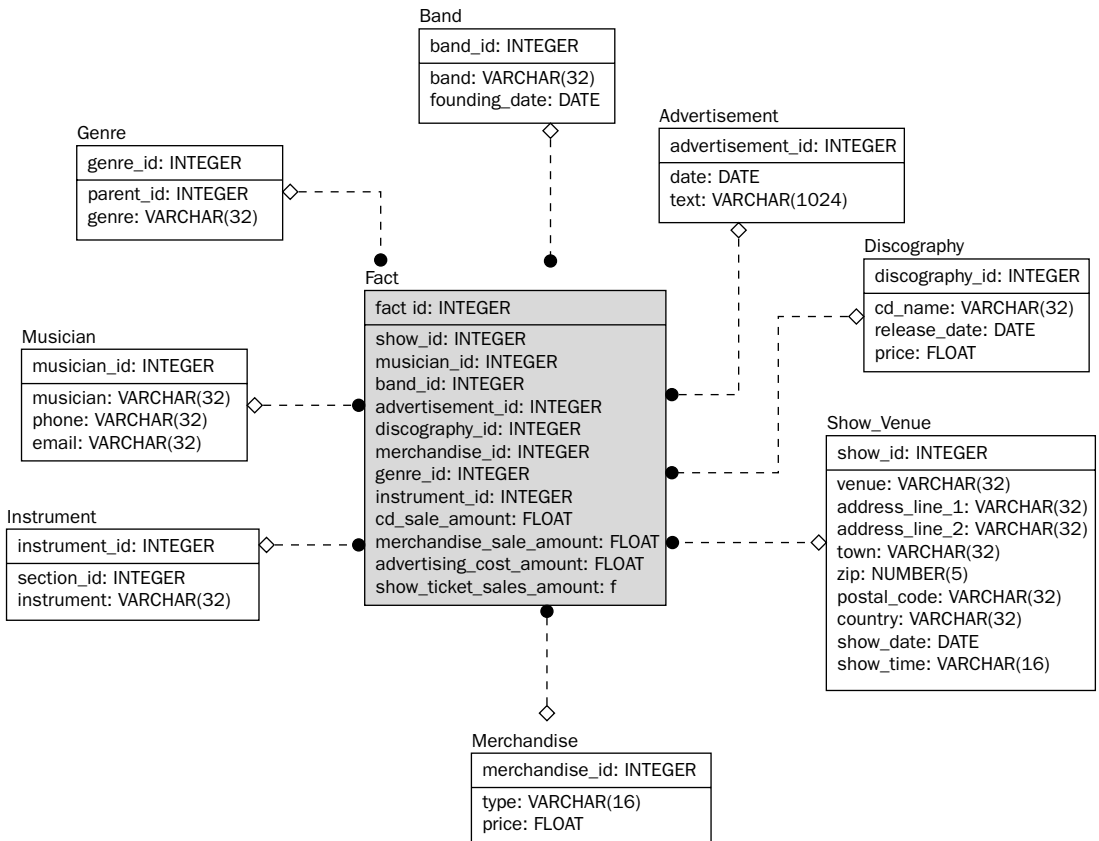 Band
band_id: INTEGER
band: VARCHAR(32)
founding_date: DATE
Genre
genre_id: INTEGER
parent_id: INTEGER
genre: VARCHAR(32)
Advertisement
advertisement_id: INTEGER
date: DATE
text: VARCHAR(1024)
Discography
discography_id: INTEGER
cd_name: VARCHAR(32)
release_date: DATE
price: FLOAT
Fact
fact id: INTEGER
show_id: INTEGER
musician_id: INTEGER
band_id: INTEGER
advertisement_id: INTEGER
discography_id: INTEGER
merchandise_id: INTEGER
genre_id: INTEGER
instrument_id: INTEGER
cd_sale_amount: FLOAT
merchandise_sale_amount: FLOAT
advertising_cost_amount: FLOAT
show_ticket_sales_amount: f
Musician
musician_id: INTEGER
musician: VARCHAR(32)
phone: VARCHAR(32)
email: VARCHAR(32)
Instrument
instrument_id: INTEGER
section_id: INTEGER
instrument: VARCHAR(32)
Show_Venue
show_id: INTEGER
venue: VARCHAR(32)
address_line_1: VARCHAR(32)
address_line_2: VARCHAR(32)
town: VARCHAR(32)
zip: NUMBER(5)
postal_code: VARCHAR(32)
country: VARCHAR(32)
show_date: DATE
show_time: VARCHAR(16)
Merchandise
merchandise_id: INTEGER
type: VARCHAR(16)
price: FLOAT